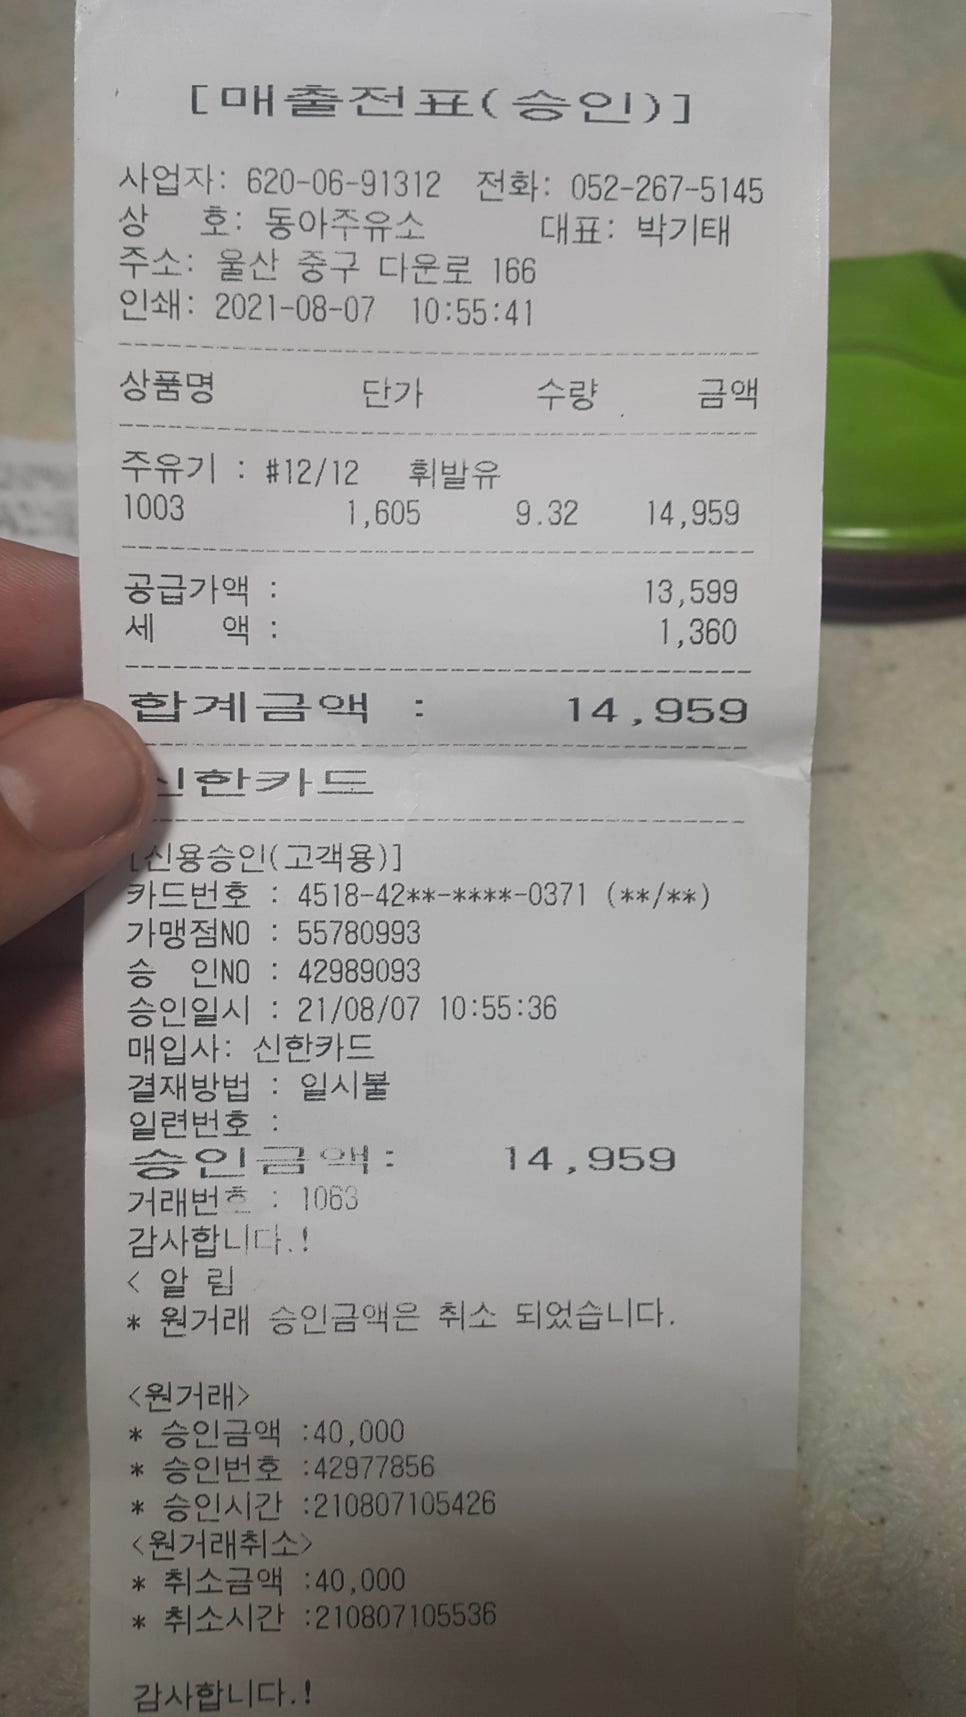 [매출전표(승인)]
사업자: 620-06-91312 전화: 052-267-5145
상 호: 동아주유소 대표: 박기태
주소: 울산 중구 다운로 166
인쇄: 2021-08-07 10:55:41
상품명 단가 수량 금액
주유기 : #12/12 휘발유
1003 1,605 9.32 14,959
공급가액 : 13,599
세 액 : 1,360
합계금액 : 14,959
신한카드
[신용승인(고객용)]
카드번호 : 4518-42**-****-0371 (**/**)
가맹점NO : 55780993
승 인NO : 42989093
승인일시 : 21/08/07 10:55:36
매입사: 신한카드
결재방법 : 일시불
일련번호 :
승인금액: 14,959
거래번호 : 1063
감사합니다.!
< 알 림
* 원거래 승인금액은 취소 되었습니다.
<원거래>
* 승인금액 :40,000
* 승인번호 :42977856
* 승인시간 :210807105426
<원거래취소>
* 취소금액 :40,000
* 취소시간 :210807105536
감사합니다.!